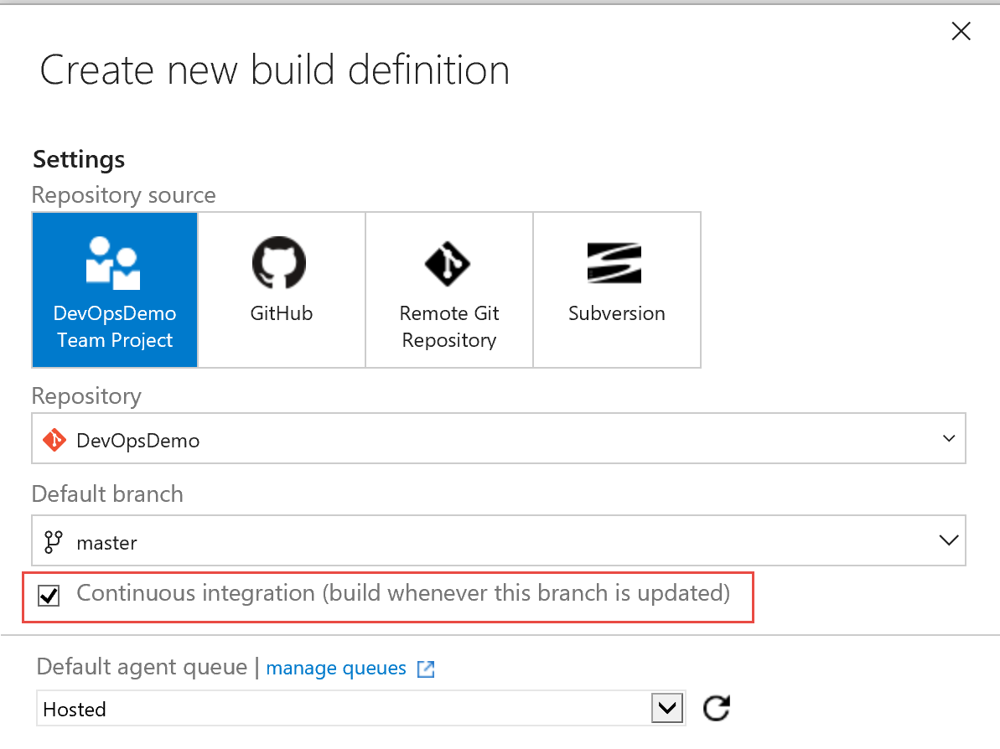 Create new build definition
Settings
Repository source
DevOpsDemo
Team Project
GitHub
Remote Git
Repository
Subversion
Repository
DevOpsDemo
Default branch
master
Continuous integration (build whenever this branch is updated)
Default agent queue | manage queues
Hosted